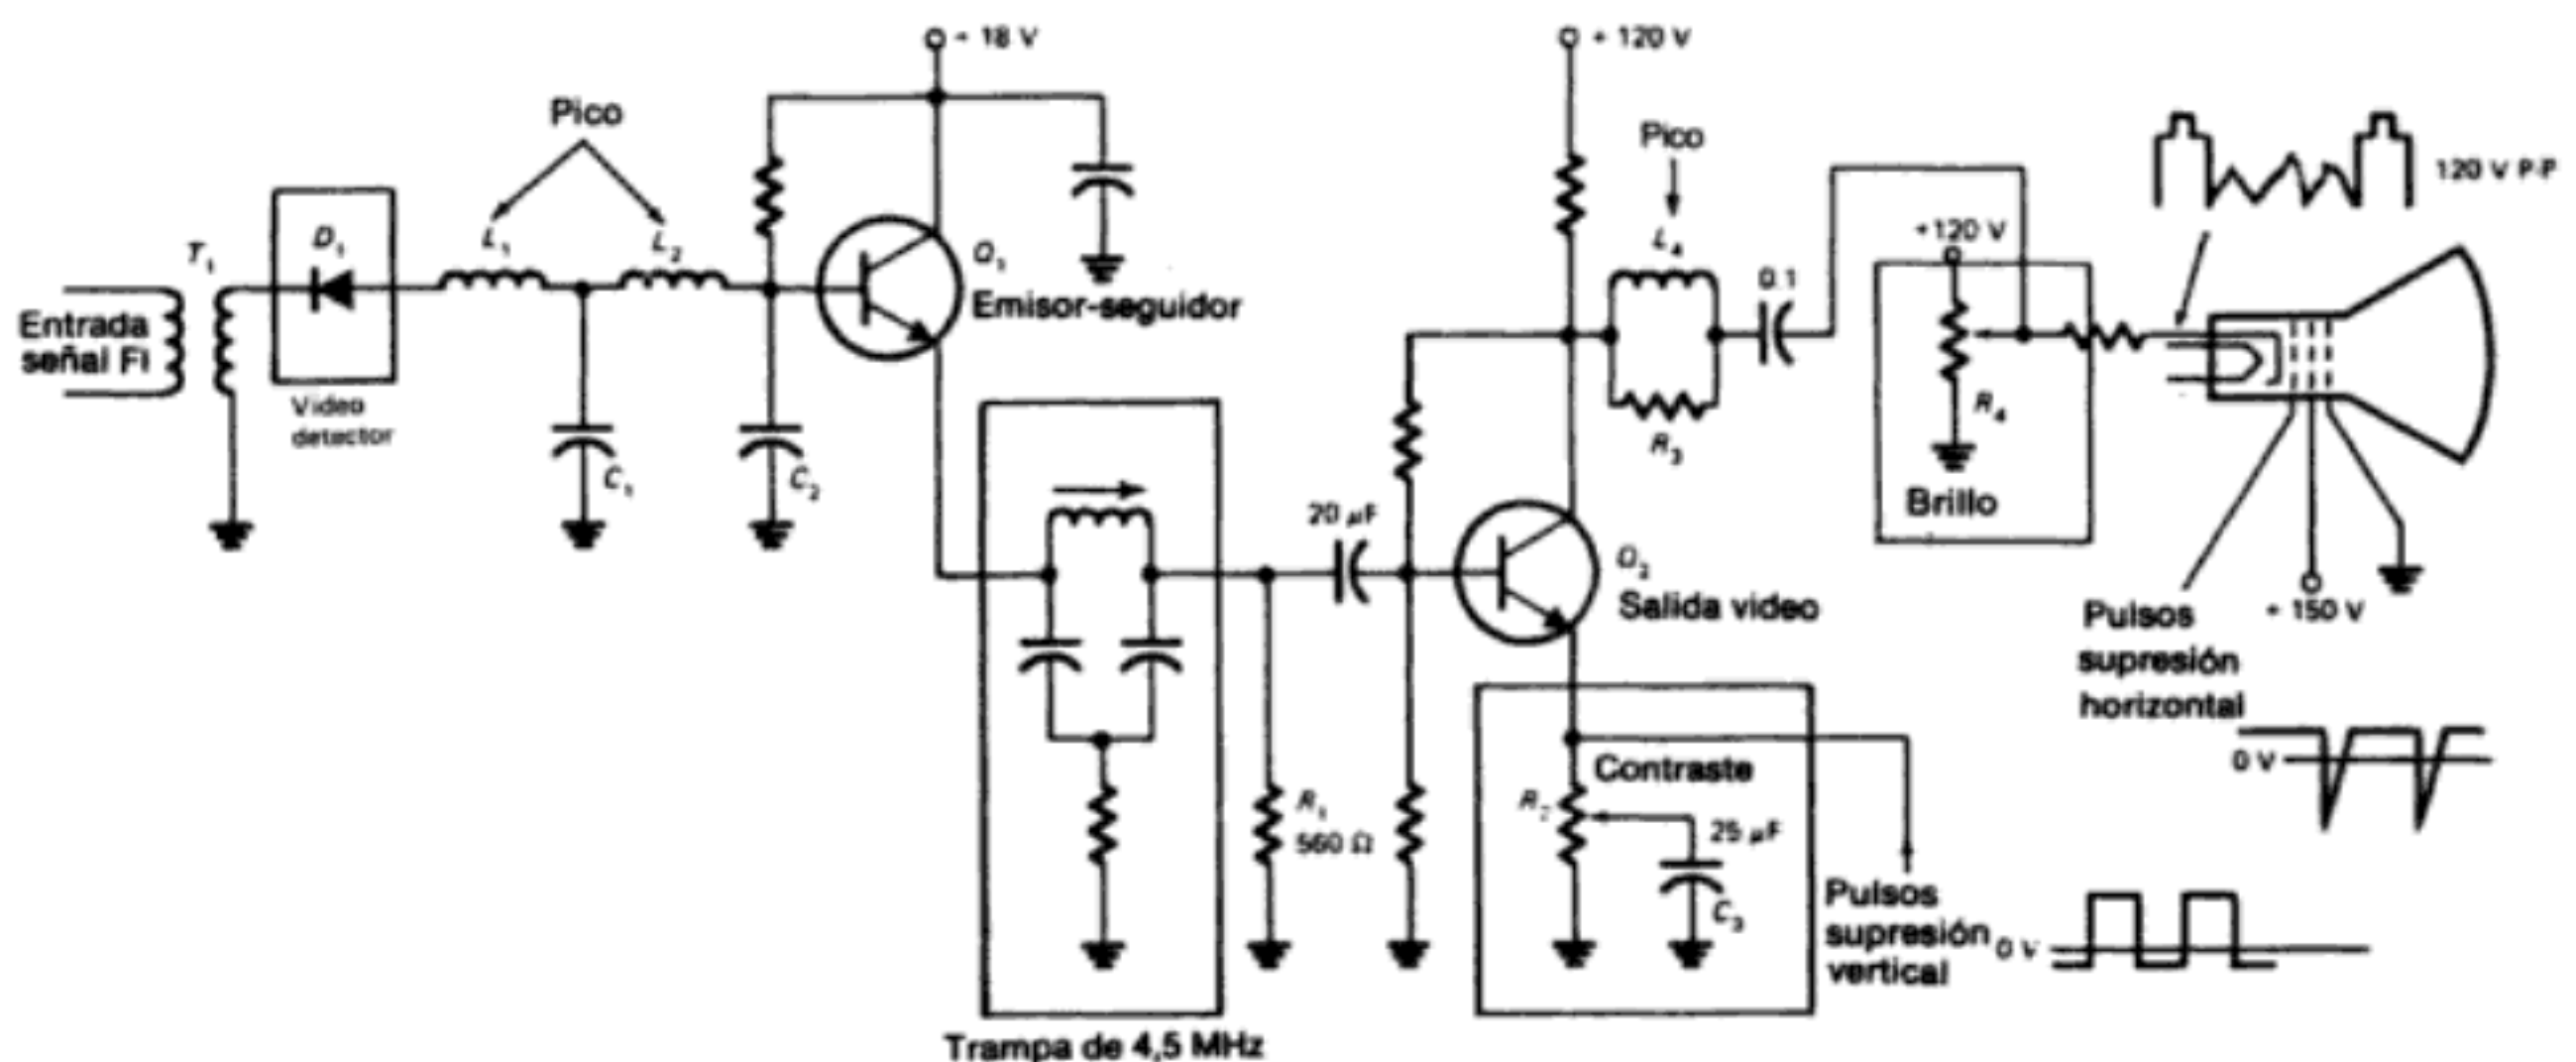 + 18 V
+ 120 V
Pico
Pico
120 V P-P
D₁
L₁
L₂
T₁
Q₁
Emisor-seguidor
L₄
0.1
+120 V
Entrada
señal FI
Video
detector
R₃
R₄
Brillo
C₁
C₂
20 µF
Q₂
Salida video
Pulsos
supresión
horizontal
+ 150 V
0 V
Contraste
R₁
560 Ω
R₂
25 µF
C₃
Pulsos
supresión
vertical
0 V
Trampa de 4,5 MHz